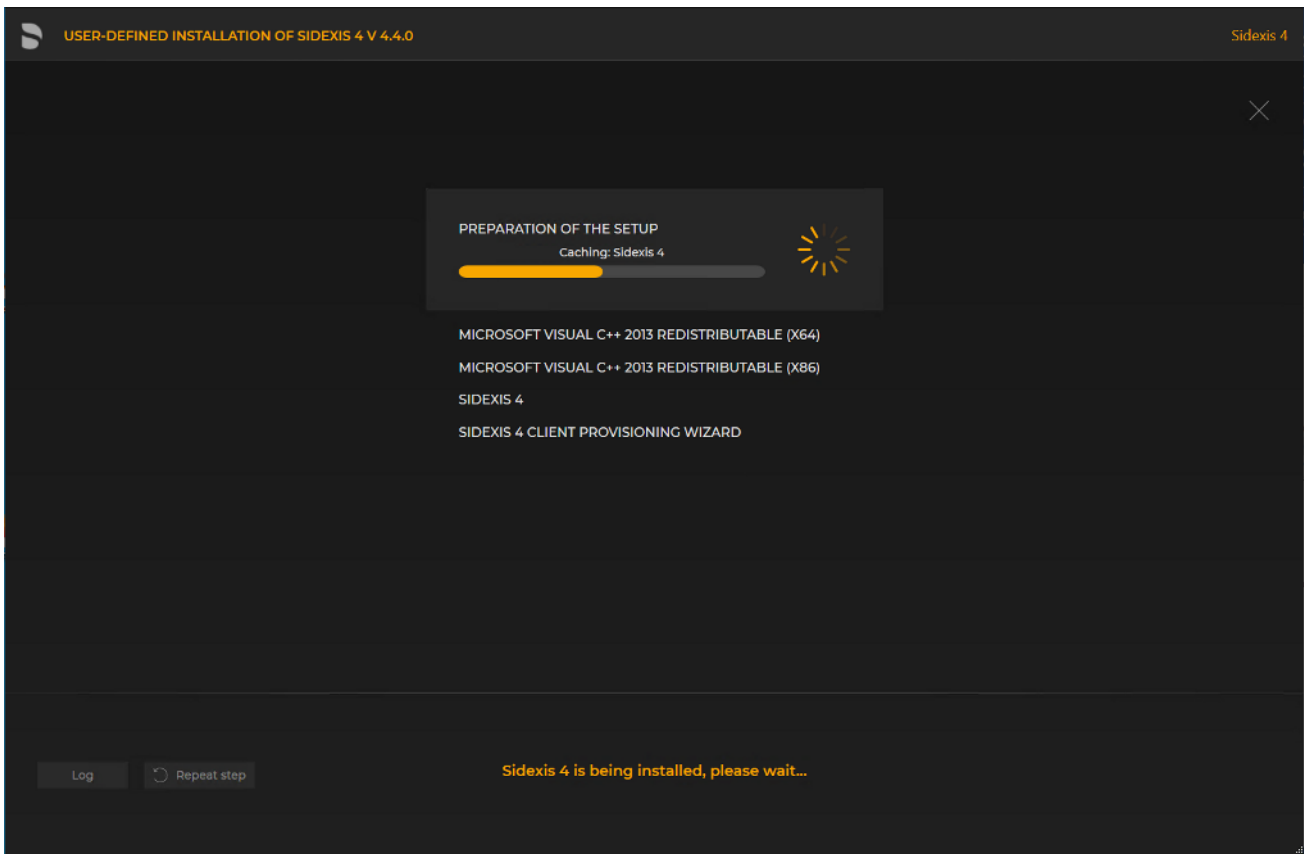 USER-DEFINED INSTALLATION OF SIDEXIS 4 V 4.4.0
Sidexis 4
PREPARATION OF THE SETUP
Caching: Sidexis 4
MICROSOFT VISUAL C++ 2013 REDISTRIBUTABLE (X64)
MICROSOFT VISUAL C++ 2013 REDISTRIBUTABLE (X86)
SIDEXIS 4
SIDEXIS 4 CLIENT PROVISIONING WIZARD
Log
Repeat step
Sidexis 4 is being installed, please wait...